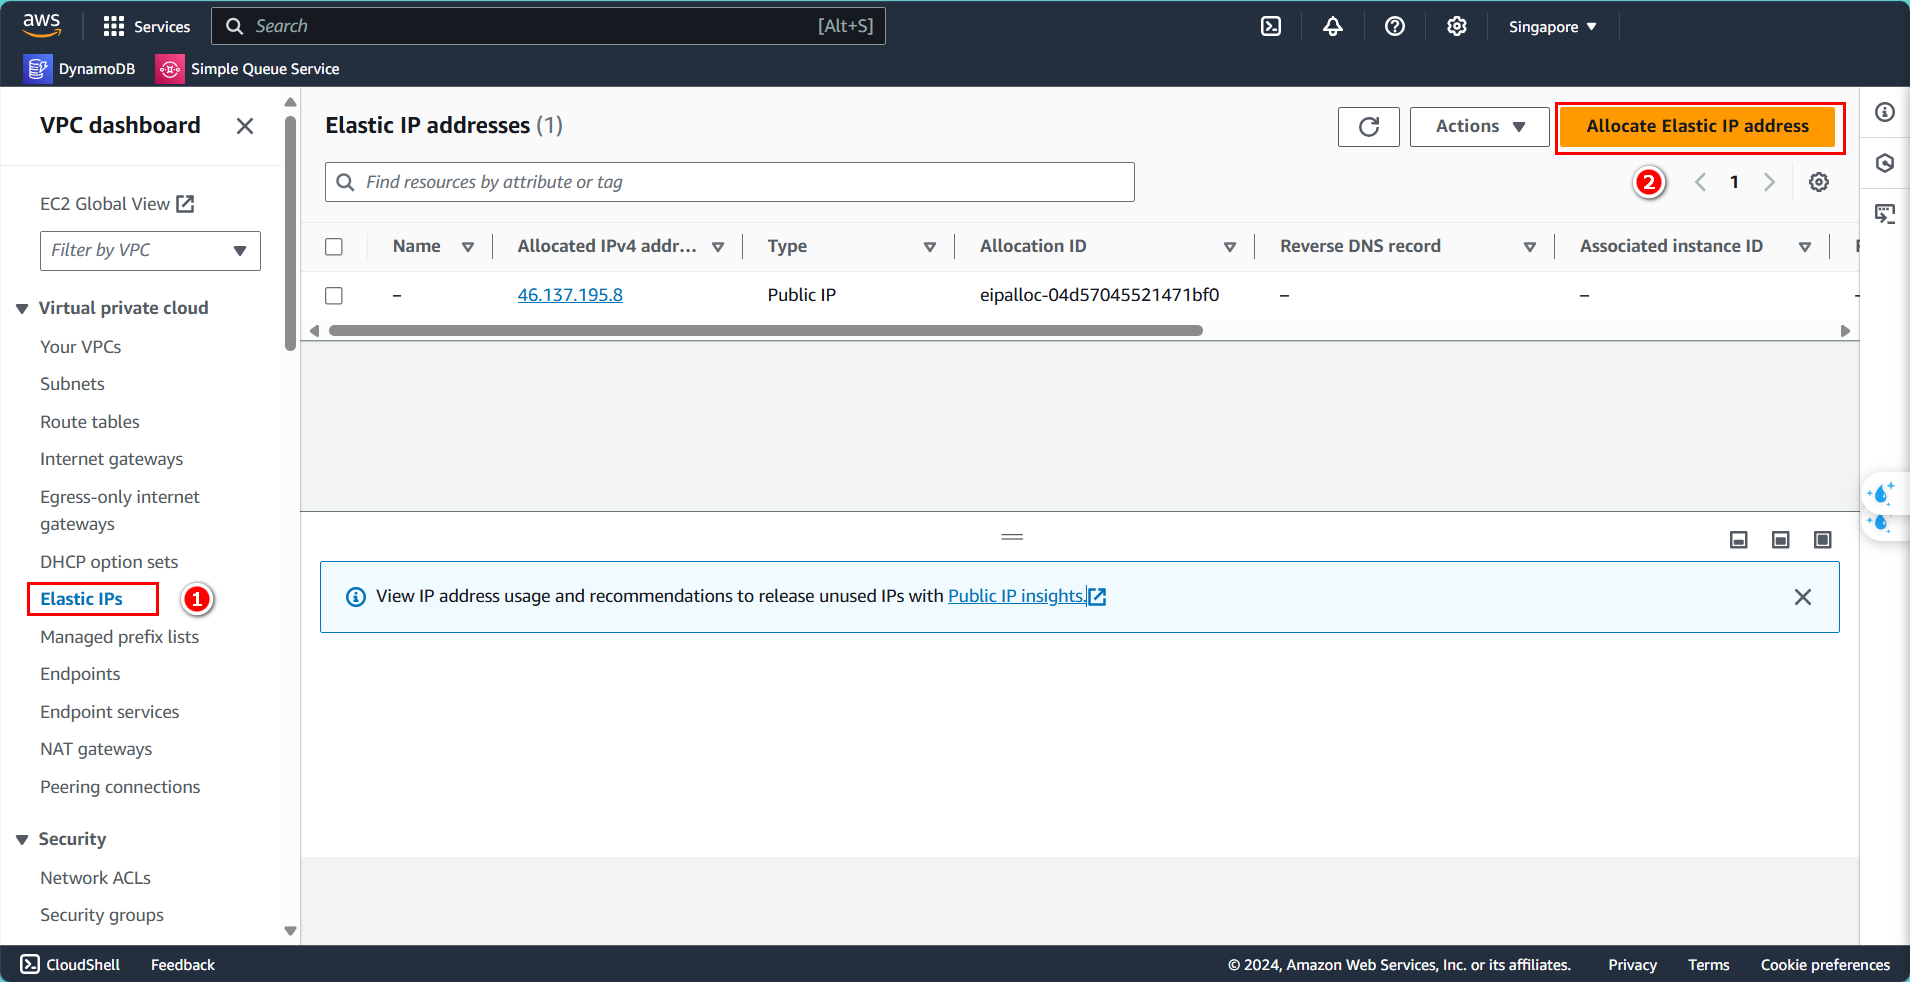 aws Services Search [Alt+S] Singapore
DynamoDB Simple Queue Service
VPC dashboard
EC2 Global View
Filter by VPC
Virtual private cloud
Your VPCs
Subnets
Route tables
Internet gateways
Egress-only internet
gateways
DHCP option sets
Elastic IPs 1
Managed prefix lists
Endpoints
Endpoint services
NAT gateways
Peering connections
Security
Network ACLs
Security groups
Elastic IP addresses (1) Actions Allocate Elastic IP address
Find resources by attribute or tag 2 1
Name Allocated IPv4 addr... Type Allocation ID Reverse DNS record Associated instance ID
– 46.137.195.8 Public IP eipalloc-04d57045521471bf0 – – –
View IP address usage and recommendations to release unused IPs with Public IP insights.
CloudShell Feedback © 2024, Amazon Web Services, Inc. or its affiliates. Privacy Terms Cookie preferences